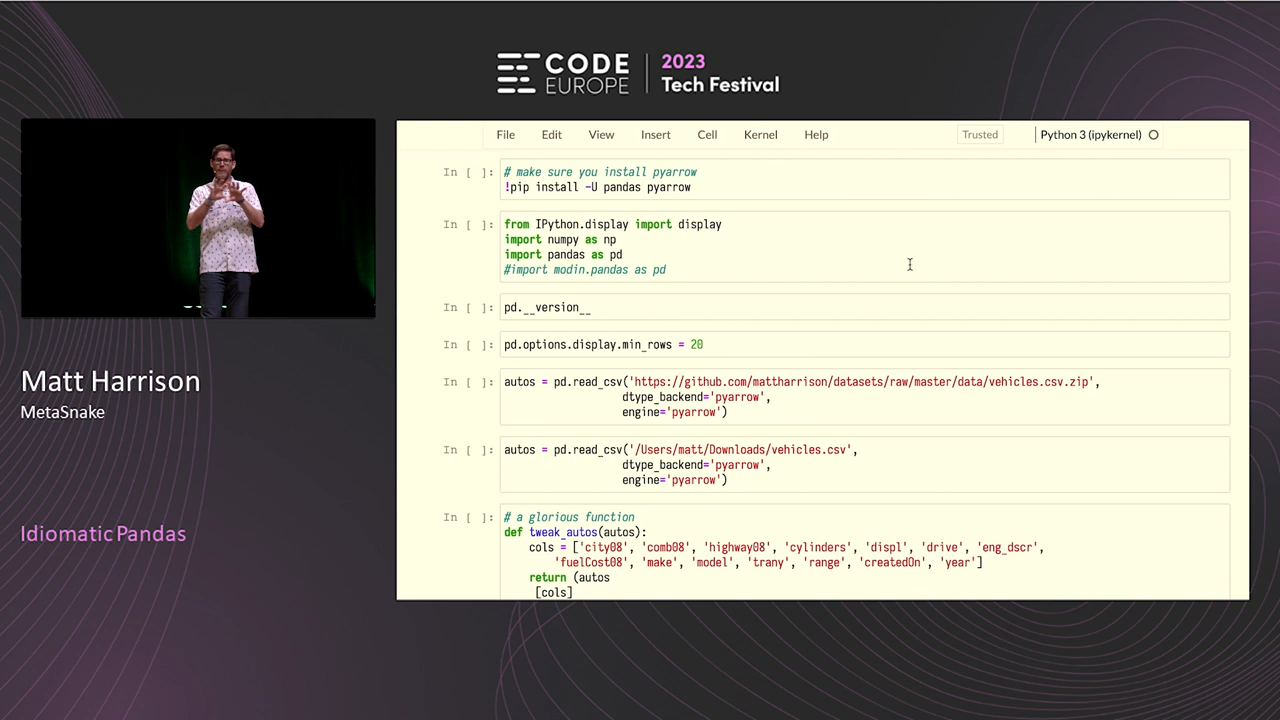 CODE
EUROPE
2023
Tech Festival
Matt Harrison
MetaSnake
Idiomatic Pandas
File Edit View Insert Cell Kernel Help Trusted Python 3 (ipykernel)
In [ ]: # make sure you install pyarrow
!pip install -U pandas pyarrow
In [ ]: from IPython.display import display
import numpy as np
import pandas as pd
#import modin.pandas as pd
In [ ]: pd.__version__
In [ ]: pd.options.display.min_rows = 20
In [ ]: autos = pd.read_csv('https://github.com/mattharrison/datasets/raw/master/data/vehicles.csv.zip',
dtype_backend='pyarrow',
engine='pyarrow')
In [ ]: autos = pd.read_csv('/Users/matt/Downloads/vehicles.csv',
dtype_backend='pyarrow',
engine='pyarrow')
In [ ]: # a glorious function
def tweak_autos(autos):
cols = ['city08', 'comb08', 'highway08', 'cylinders', 'displ', 'drive', 'eng_dscr',
'fuelCost08', 'make', 'model', 'trany', 'range', 'createdOn', 'year']
return (autos
[cols]